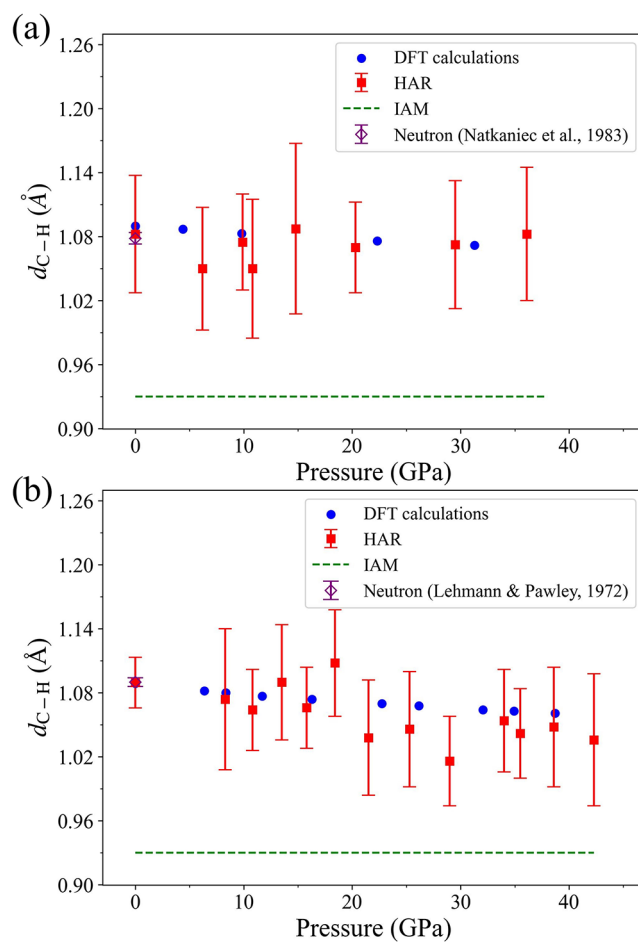 (a)
1.26
1.20
1.14
1.08
1.02
0.96
0.90
d_C−H (Å)
DFT calculations
HAR
IAM
Neutron (Natkaniec et al., 1983)
0 10 20 30 40
Pressure (GPa)
(b)
1.26
1.20
1.14
1.08
1.02
0.96
0.90
d_C−H (Å)
DFT calculations
HAR
IAM
Neutron (Lehmann & Pawley, 1972)
0 10 20 30 40
Pressure (GPa)